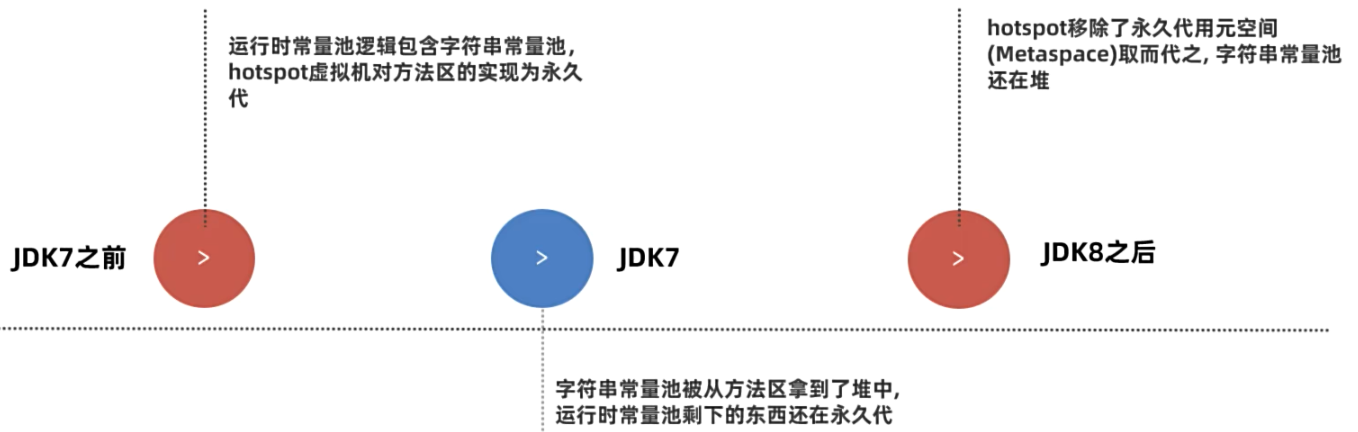 运行时常量池逻辑包含字符串常量池，
hotspot虚拟机对方法区的实现为永久
代
hotspot移除了永久代用元空间
(Metaspace)取而代之, 字符串常量池
还在堆
JDK7之前
>
>
JDK7
>
JDK8之后
字符串常量池被从方法区拿到了堆中,
运行时常量池剩下的东西还在永久代